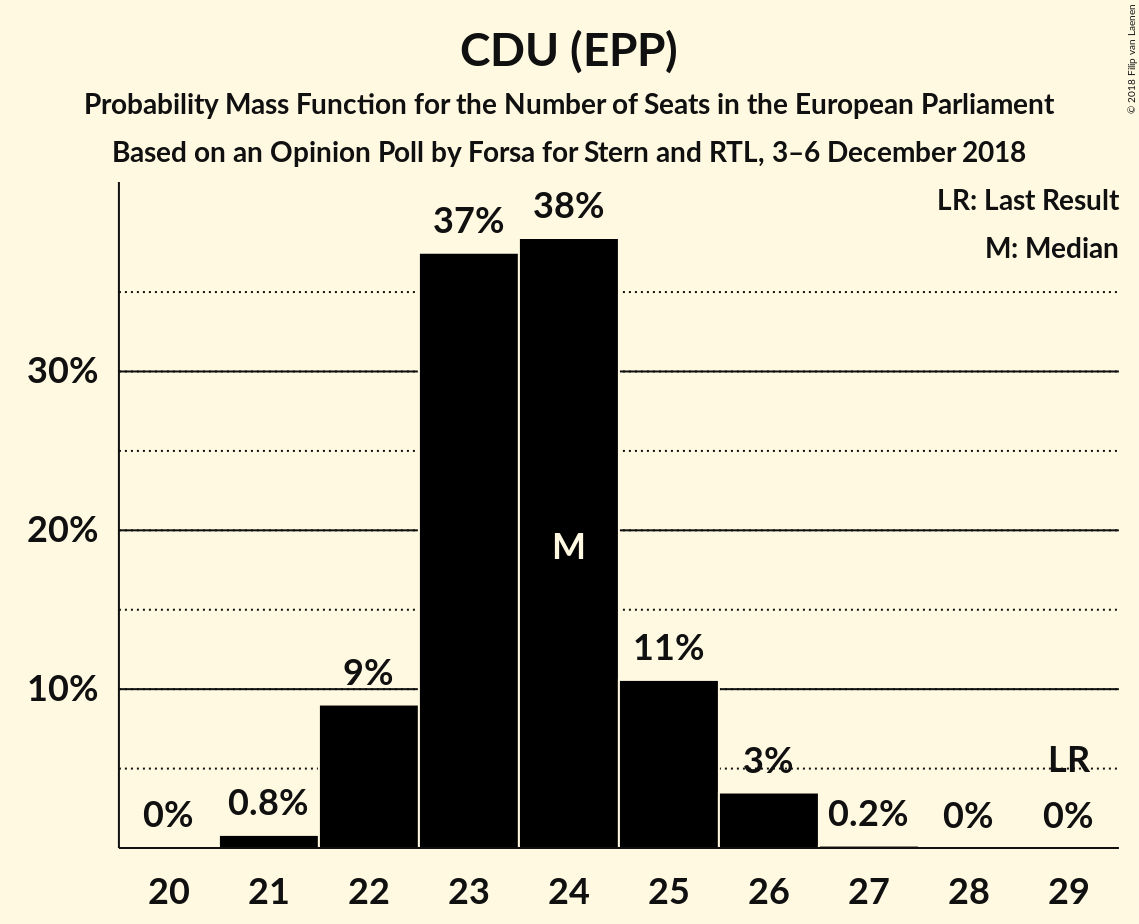 CDU (EPP)
Probability Mass Function for the Number of Seats in the European Parliament
Based on an Opinion Poll by Forsa for Stern and RTL, 3–6 December 2018
© 2018 Filip van Laenen
LR: Last Result
M: Median
30%
20%
10%
0%
0.8%
9%
37%
38%
M
11%
3%
0.2%
0%
LR
0%
20 21 22 23 24 25 26 27 28 29